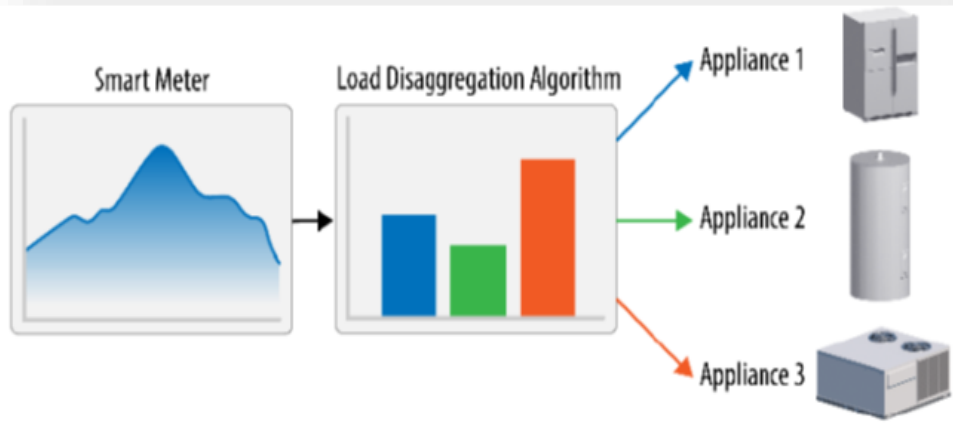 Smart Meter
Load Disaggregation Algorithm
Appliance 1
Appliance 2
Appliance 3